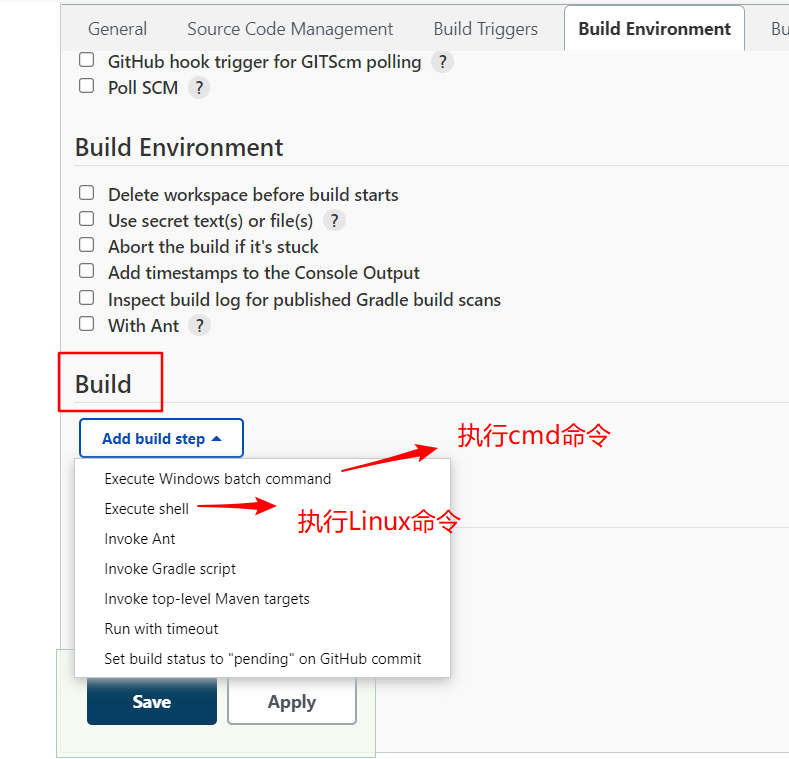 General Source Code Management Build Triggers Build Environment Bu
GitHub hook trigger for GITScm polling ?
Poll SCM ?
Build Environment
Delete workspace before build starts
Use secret text(s) or file(s) ?
Abort the build if it's stuck
Add timestamps to the Console Output
Inspect build log for published Gradle build scans
With Ant ?
Build
Add build step
执行cmd命令
Execute Windows batch command
Execute shell
执行Linux命令
Invoke Ant
Invoke Gradle script
Invoke top-level Maven targets
Run with timeout
Set build status to "pending" on GitHub commit
Save Apply